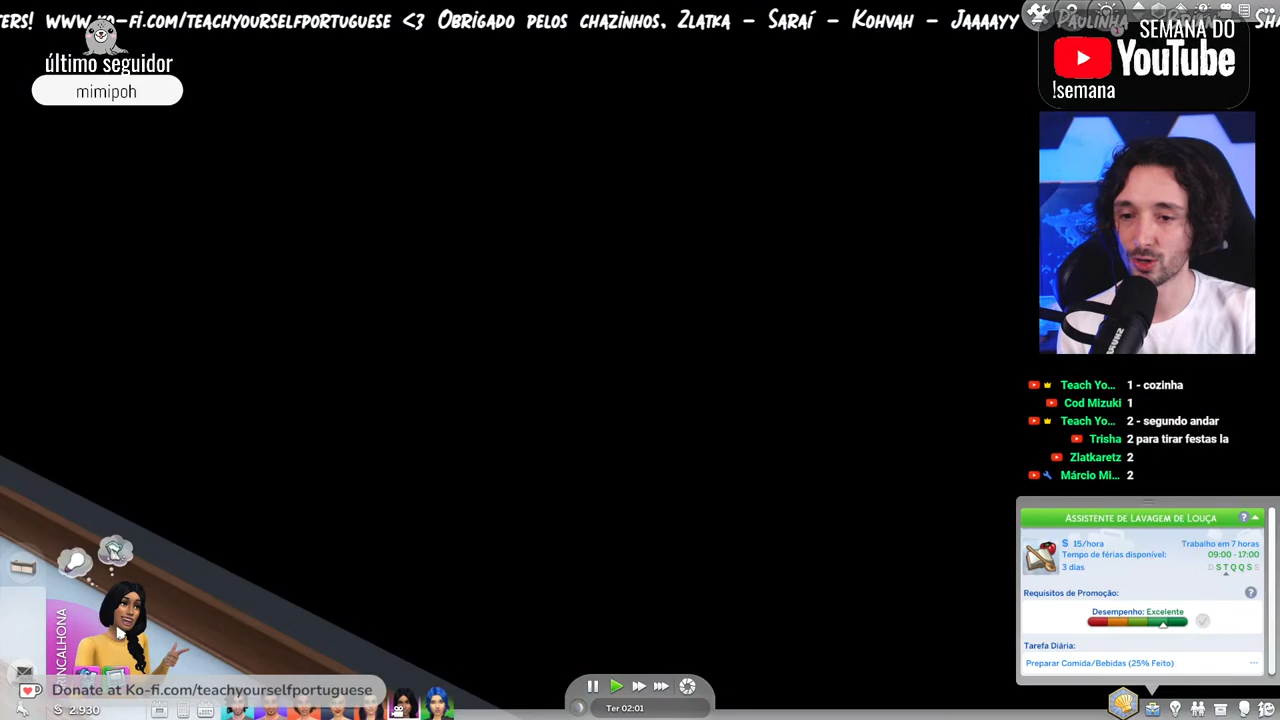 TERS! WWW.KO-FI.COM/TEACHYOURSELFPORTUGUESE <3 OBRIGADO PELOS CHAZINHOS, ZLATKA - SARAÍ - KOHVAH - JAAAAYY PAULINHA
último seguidor
mimipoh
SEMANA DO
YouTube
!semana
Teach Yo... 1 - cozinha
Cod Mizuki 1
Teach Yo... 2 - segundo andar
Trisha 2 para tirar festas la
Zlatkaretz 2
Márcio Mi... 2
Assistente de Lavagem de Louça ?
$ 15/hora Trabalho em 7 horas
Tempo de férias disponível: 09:00 - 17:00
3 dias D S T Q Q S S
Requisitos de Promoção: ?
Desempenho: Excelente
Tarefa Diária:
Preparar Comida/Bebidas (25% Feito) ...
NCALHONA
Donate at Ko-fi.com/teachyourselfportuguese
$ 2,930
Ter 02:01